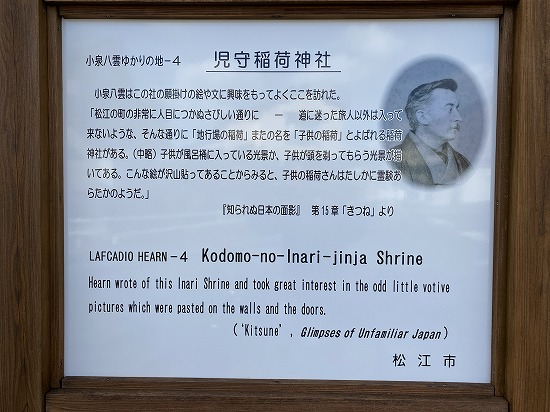 小泉八雲ゆかりの地-4 児守稲荷神社
小泉八雲はこの社の願掛けの絵や文に興味をもってよくここを訪れた。
「松江の町の非常に人目につかぬさびしい通りに ― 道に迷った旅人以外は入って
来ないような、そんな通りに「地行場の稲荷」またの名を「子供の稲荷」とよばれる稲荷
神社がある。(中略)子供が風呂桶に入っている光景か、子供が頭を剃ってもらう光景が描
いてある。こんな絵が沢山貼ってあることからみると、子供の稲荷さんはたしかに霊験あ
らたかのようだ。」
『知られぬ日本の面影』 第15章「きつね」より
LAFCADIO HEARN-4 Kodomo-no-Inari-jinja Shrine
Hearn wrote of this Inari Shrine and took great interest in the odd little votive
pictures which were pasted on the walls and the doors.
('Kitsune', Glimpses of Unfamiliar Japan)
松江市